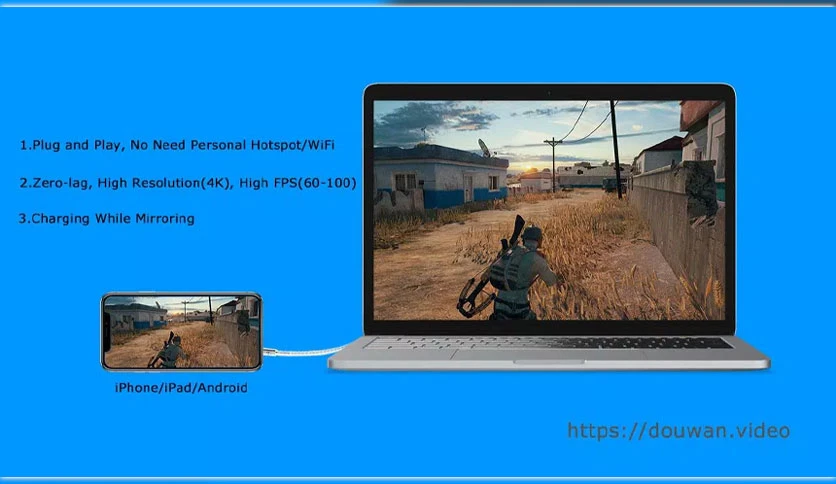 1.Plug and Play, No Need Personal Hotspot/WiFi
2.Zero-lag, High Resolution(4K), High FPS(60-100)
3.Charging While Mirroring
iPhone/iPad/Android
https://douwan.video